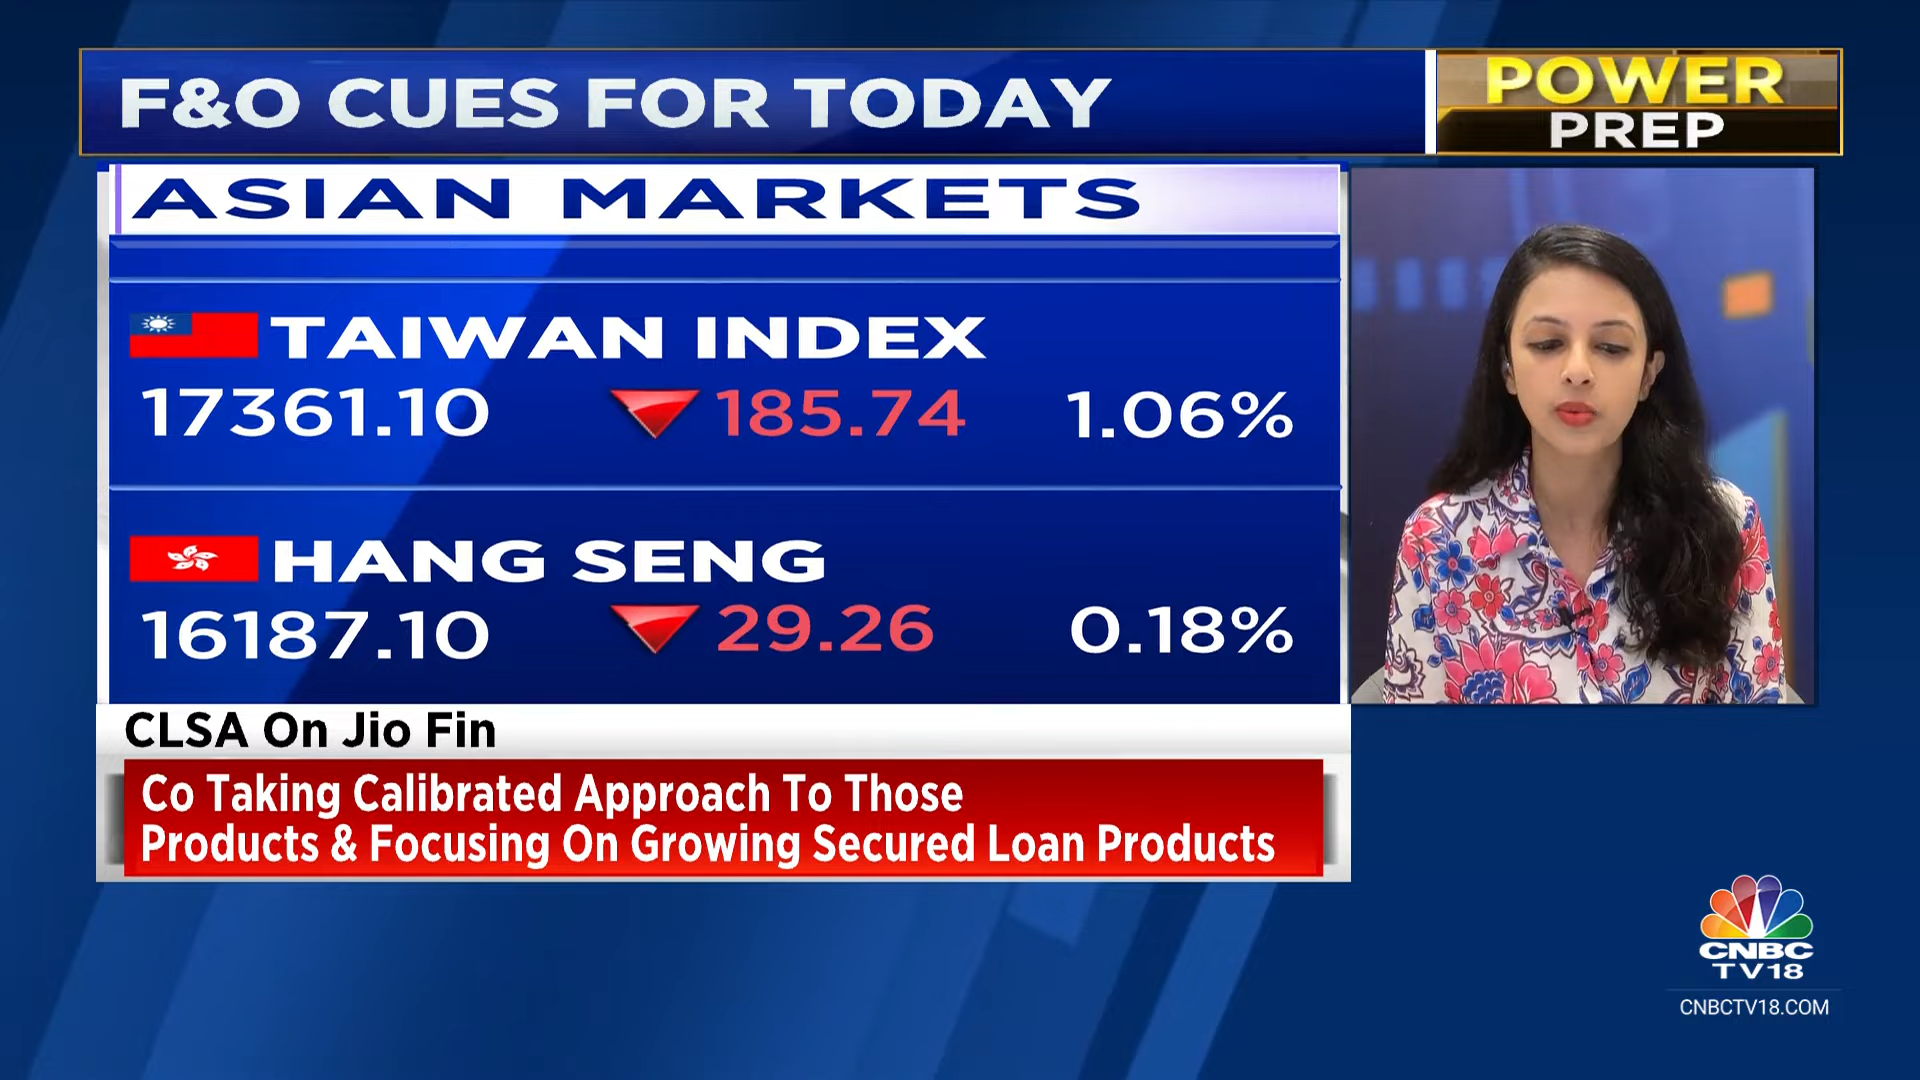 F&O CUES FOR TODAY
POWER
PREP
ASIAN MARKETS
TAIWAN INDEX
17361.10 185.74 1.06%
HANG SENG
16187.10 29.26 0.18%
CLSA On Jio Fin
Co Taking Calibrated Approach To Those
Products & Focusing On Growing Secured Loan Products
CNBC
TV18
CNBCTV18.COM